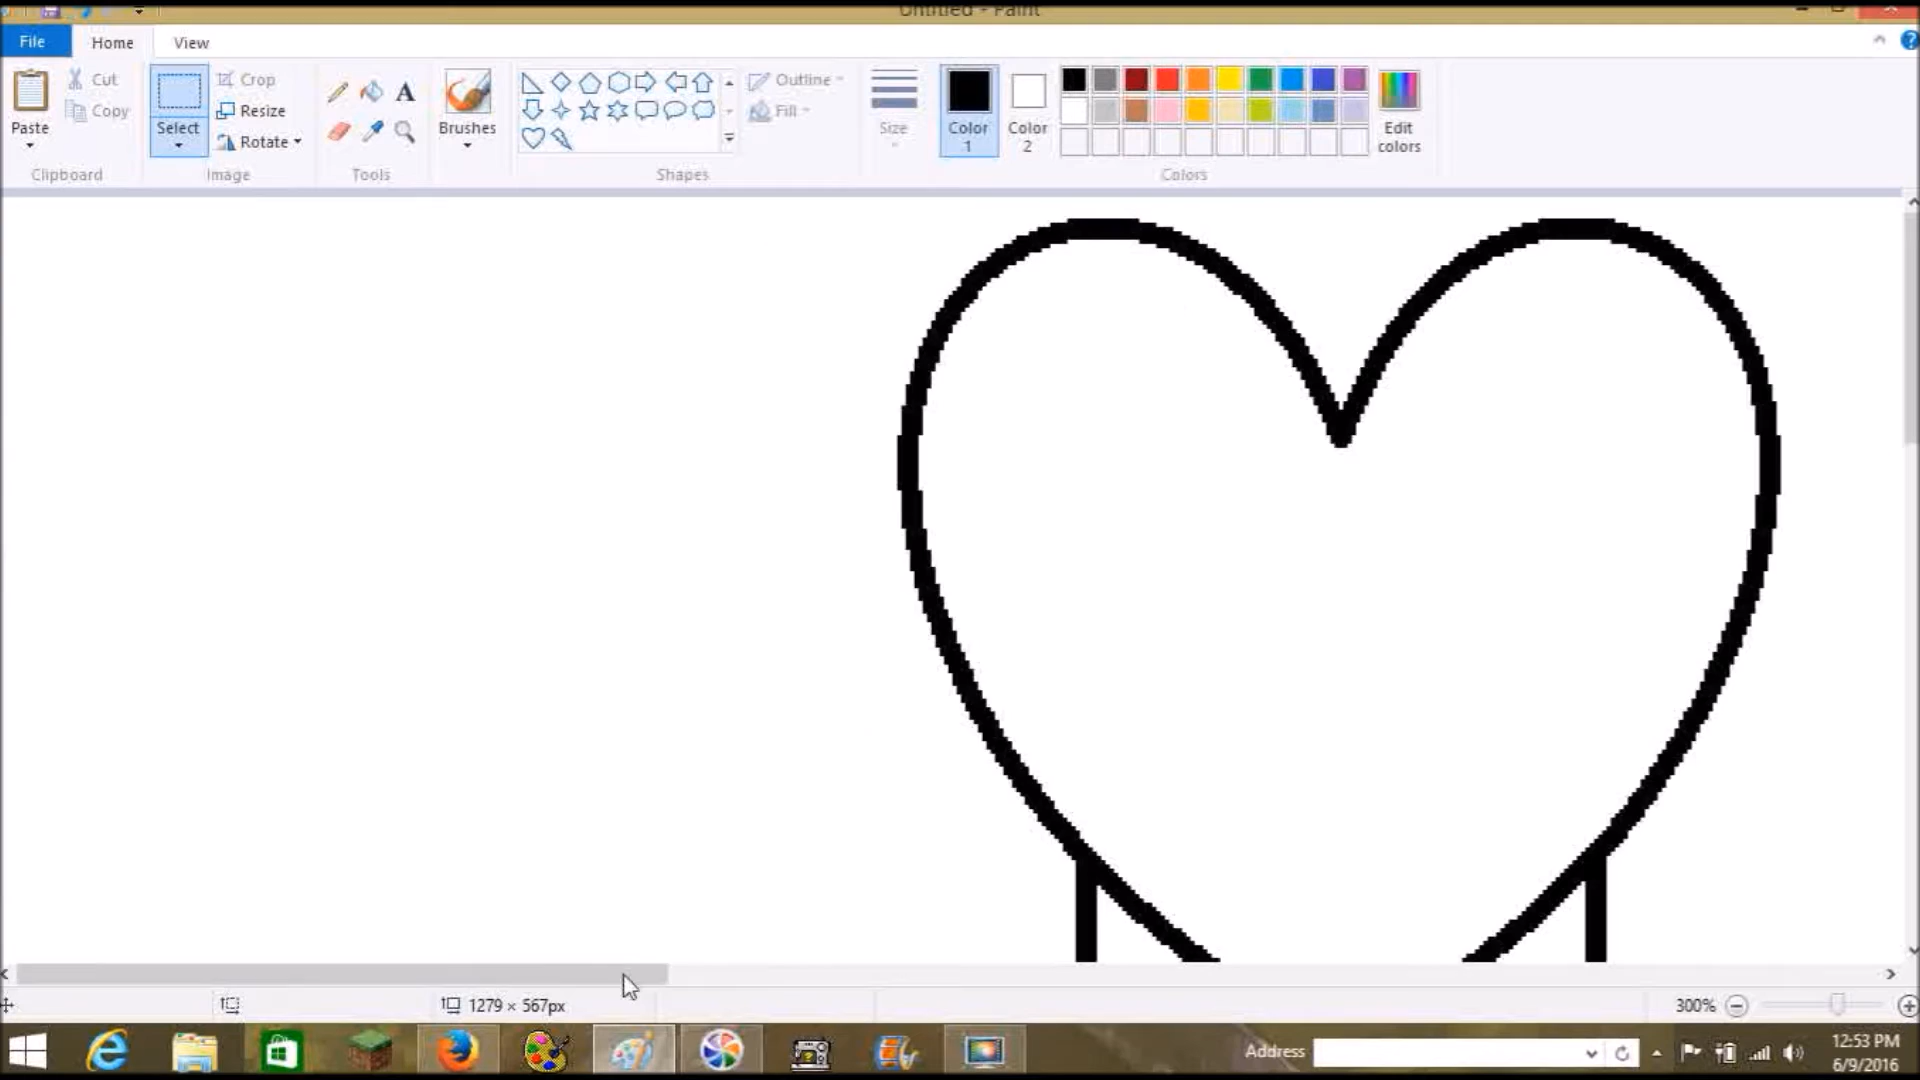 Untitled - Paint
File Home View
Paste
Cut
Copy
Clipboard
Select
Crop
Resize
Rotate
Image
Tools
Brushes
Shapes
Outline
Fill
Size
Color 1
Color 2
Edit colors
Colors
1279 × 567px
300%
Address
12:53 PM
6/9/2016